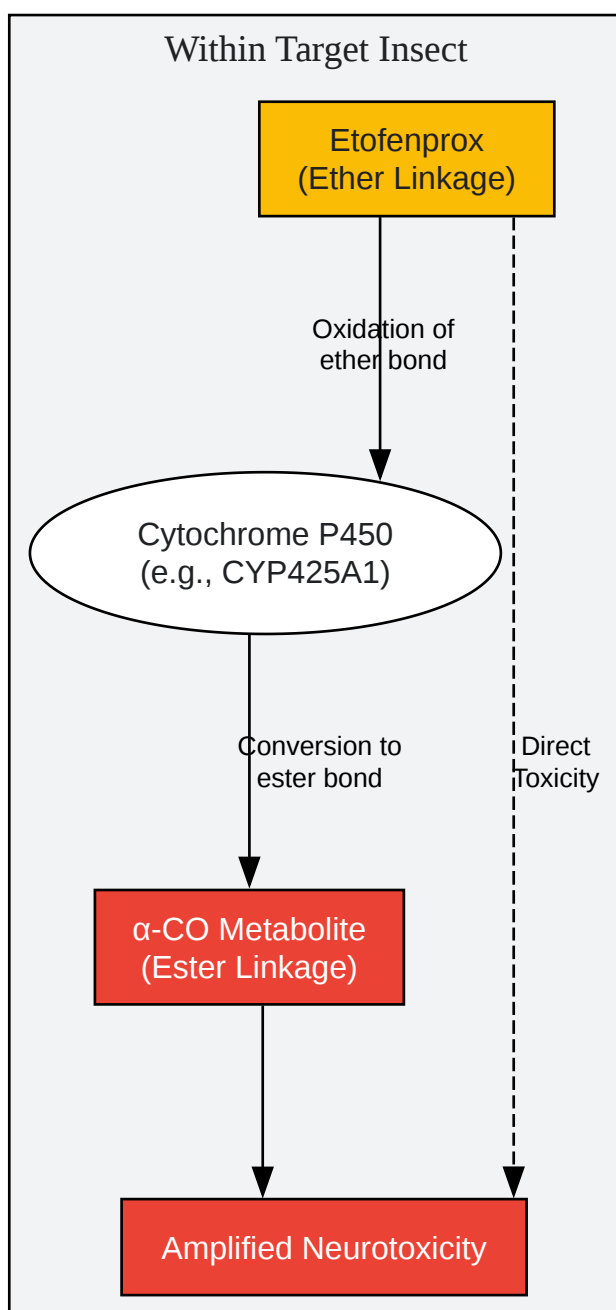 Within Target Insect
Etofenprox
(Ether Linkage)
Oxidation of
ether bond
Cytochrome P450
(e.g., CYP425A1)
Conversion to
ester bond
Direct
Toxicity
α-CO Metabolite
(Ester Linkage)
Amplified Neurotoxicity